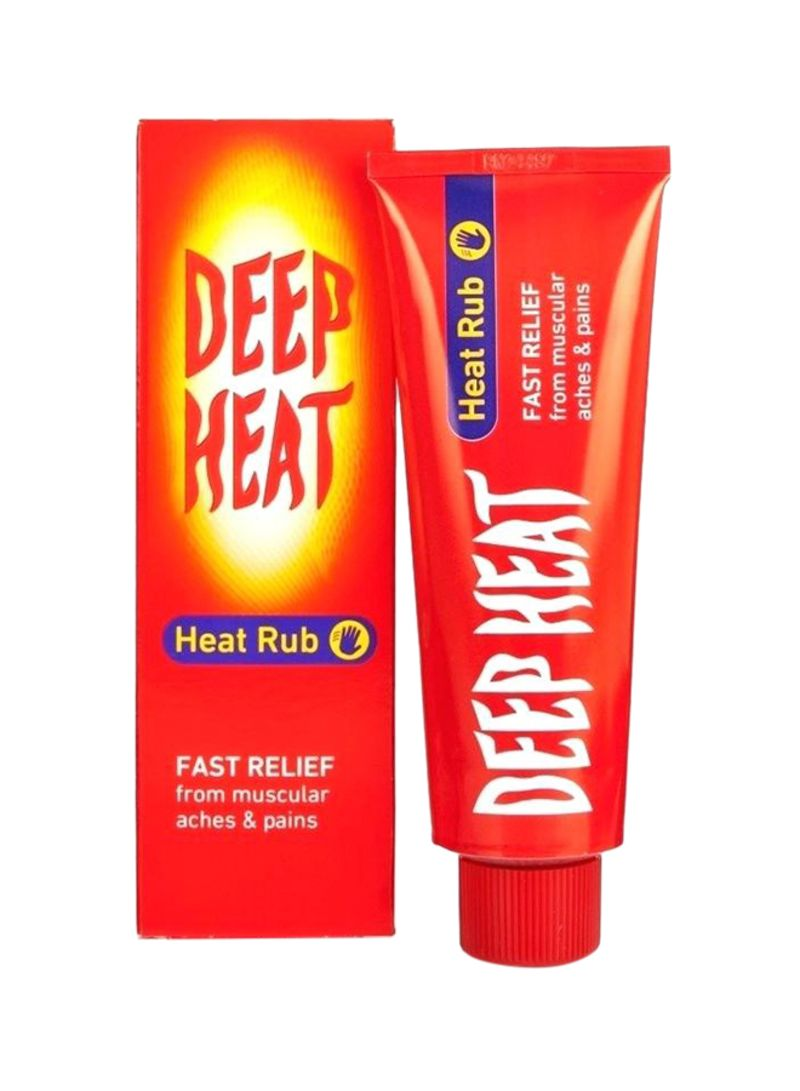 DEEP
HEAT
Heat Rub
FAST RELIEF
from muscular
aches & pains
Heat Rub
FAST RELIEF
from muscular
aches & pains
DEEP HEAT